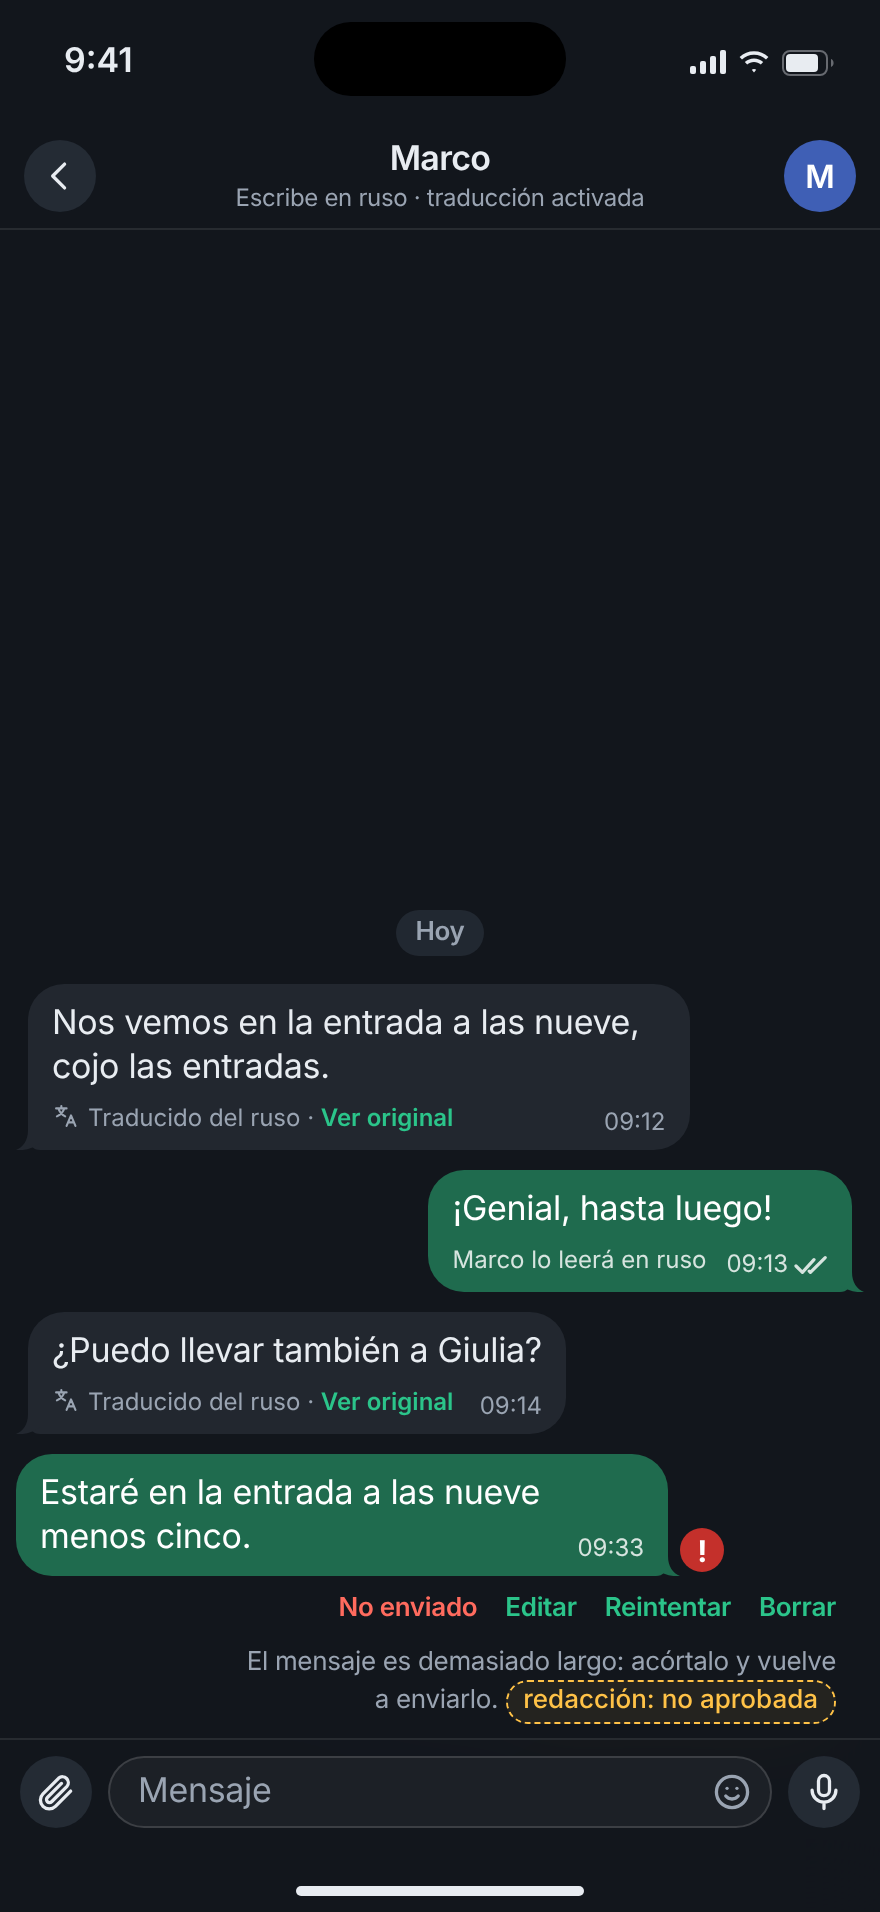 9:41
Marco
Escribe en ruso · traducción activada
M
Hoy
Nos vemos en la entrada a las nueve,
cojo las entradas.
Traducido del ruso · Ver original 09:12
¡Genial, hasta luego!
Marco lo leerá en ruso 09:13
¿Puedo llevar también a Giulia?
Traducido del ruso · Ver original 09:14
Estaré en la entrada a las nueve
menos cinco. 09:33
!
No enviado Editar Reintentar Borrar
El mensaje es demasiado largo: acórtalo y vuelve
a enviarlo. redacción: no aprobada
Mensaje